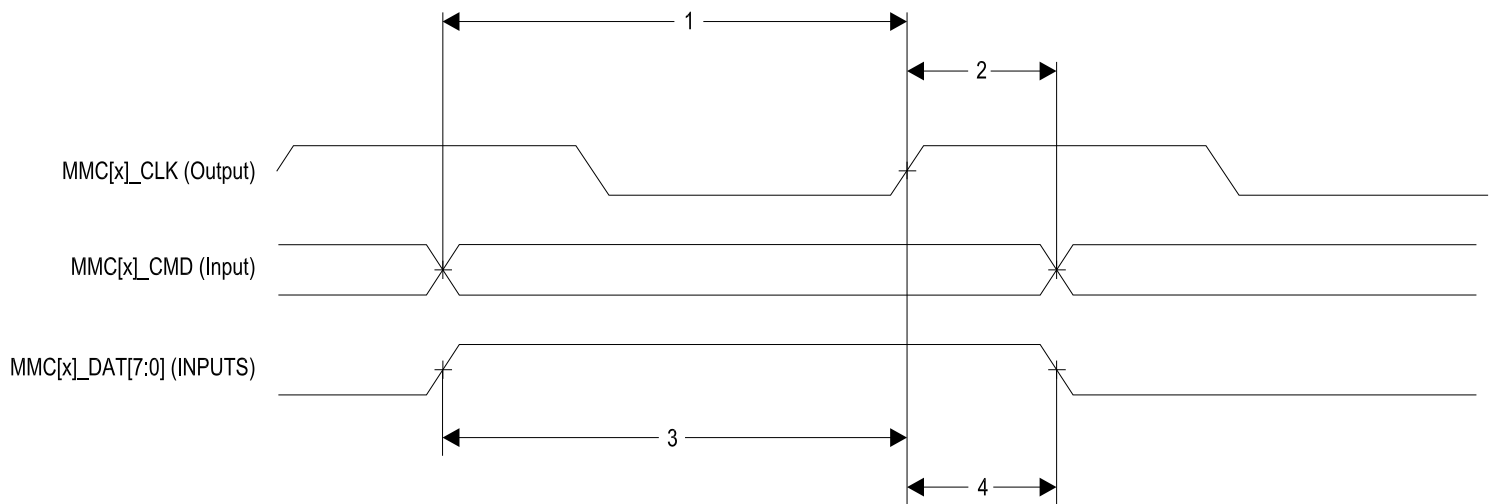 1
2
MMC[x]_CLK (Output)
MMC[x]_CMD (Input)
MMC[x]_DAT[7:0] (INPUTS)
3
4